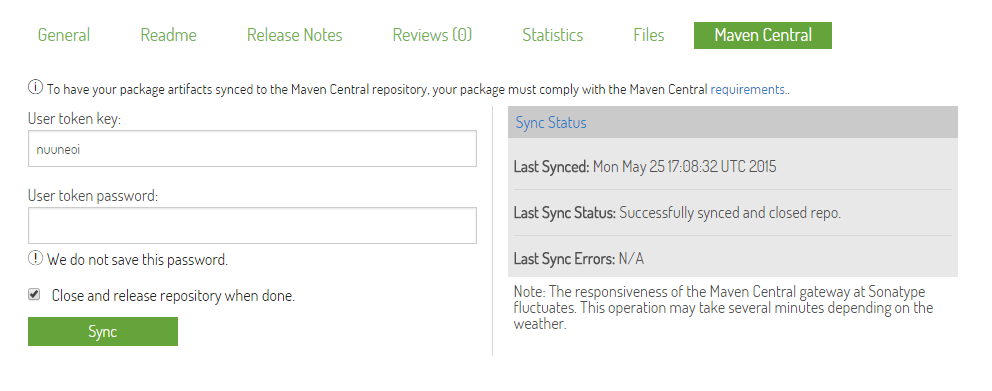 General Readme Release Notes Reviews (0) Statistics Files Maven Central
To have your package artifacts synced to the Maven Central repository, your package must comply with the Maven Central requirements..
User token key:
nuuneoi
User token password:
We do not save this password.
Close and release repository when done.
Sync
Sync Status
Last Synced: Mon May 25 17:08:32 UTC 2015
Last Sync Status: Successfully synced and closed repo.
Last Sync Errors: N/A
Note: The responsiveness of the Maven Central gateway at Sonatype
fluctuates. This operation may take several minutes depending on the
weather.